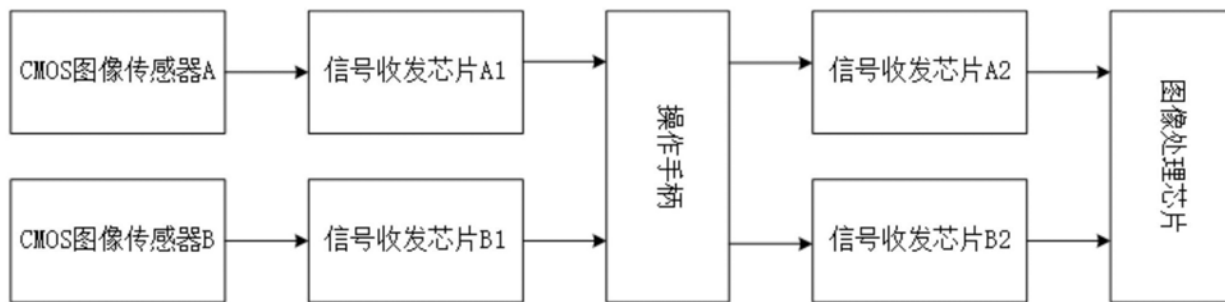 CMOS图像传感器A
信号收发芯片A1
操作手柄
信号收发芯片A2
图像处理芯片
CMOS图像传感器B
信号收发芯片B1
信号收发芯片B2